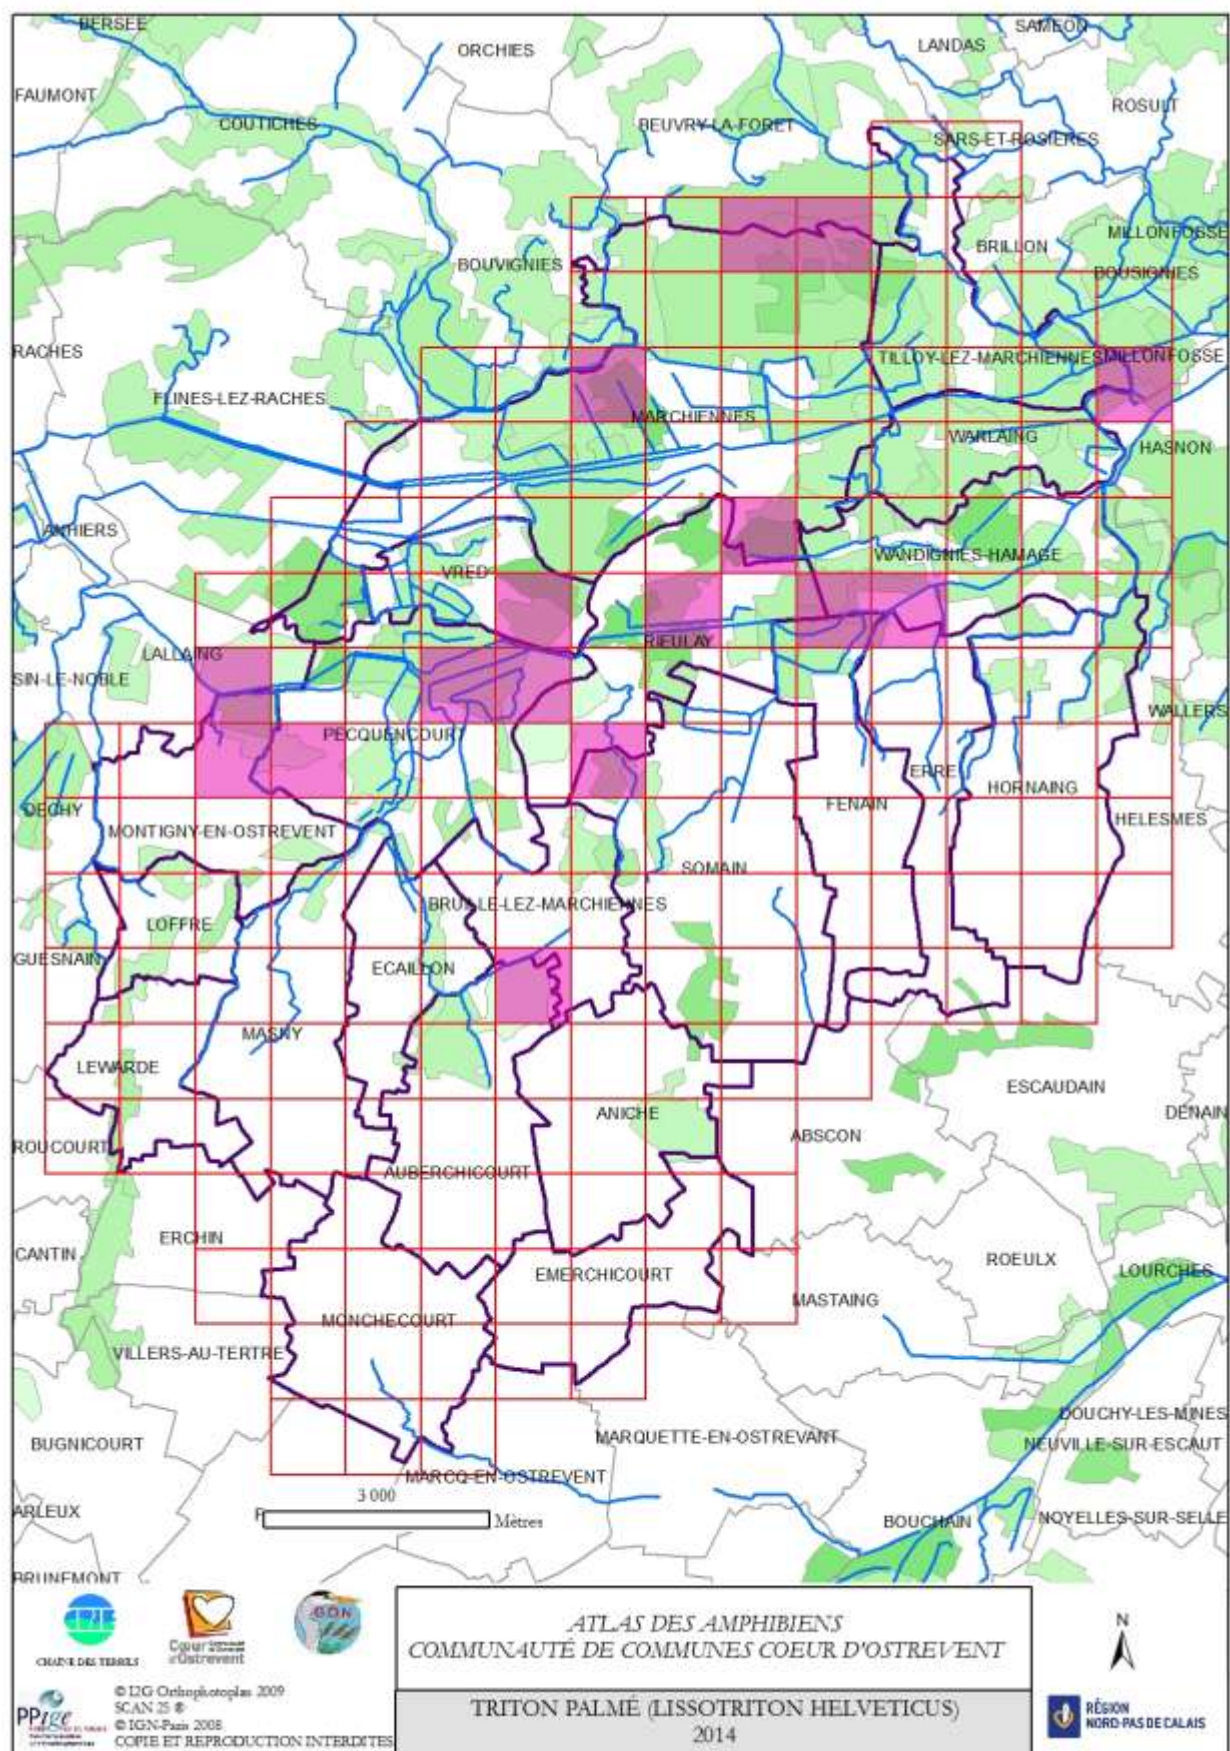 BERSEE
ORCHIES
SAMEON
LANDAS
FAUMONT
COUTICHES
BEUVRY-LA-FORET
ROSULT
SARS-ET-ROSIERES
BOUVIGNIES
BRILLON
MILLONFOSSE
BOUSIGNIES
RACHES
TILLOY-LEZ-MARCHIENNES
MILLONFOSSE
FLINES-LEZ-RACHES
MARCHIENNES
WARLAING
HASNON
ANHIERS
VRED
WANDIGNIES-HAMAGE
LALLAING
RIEULAY
SIN-LE-NOBLE
WALLERS
PECQUENCOURT
DECHY
MONTIGNY-EN-OSTREVENT
FENAIN
ERRE
HORNAING
HELESMES
SOMAIN
LOFFRE
BRUILLE-LEZ-MARCHIENNES
GUESNAIN
ECAILLON
MASNY
LEWARDE
ESCAUDAIN
ANICHE
DENAIN
ROUCOURT
ABSCON
AUBERCHICOURT
ERCHIN
CANTIN
ROEULX
EMERCHICOURT
LOURCHES
MASTAING
MONCHECOURT
VILLERS-AU-TERTRE
DOUCHY-LES-MINES
BUGNICOURT
MARQUETTE-EN-OSTREVANT
NEUVILLE-SUR-ESCAUT
MARCQ-EN-OSTREVENT
ARLEUX
3 000
Mètres
BOUCHAIN
NOYELLES-SUR-SELLE
BRUNEMONT
CPIE
CHAINE DES TERRILS
Cœur
d'Ostrevent
GON
ATLAS DES AMPHIBIENS
COMMUNAUTÉ DE COMMUNES COEUR D'OSTREVENT
N
PPige
© I2G Orthophotoplan 2009
SCAN 25 ®
© IGN-Paris 2008
COPIE ET REPRODUCTION INTERDITES
TRITON PALMÉ (LISSOTRITON HELVETICUS)
2014
RÉGION
NORD-PAS DE CALAIS